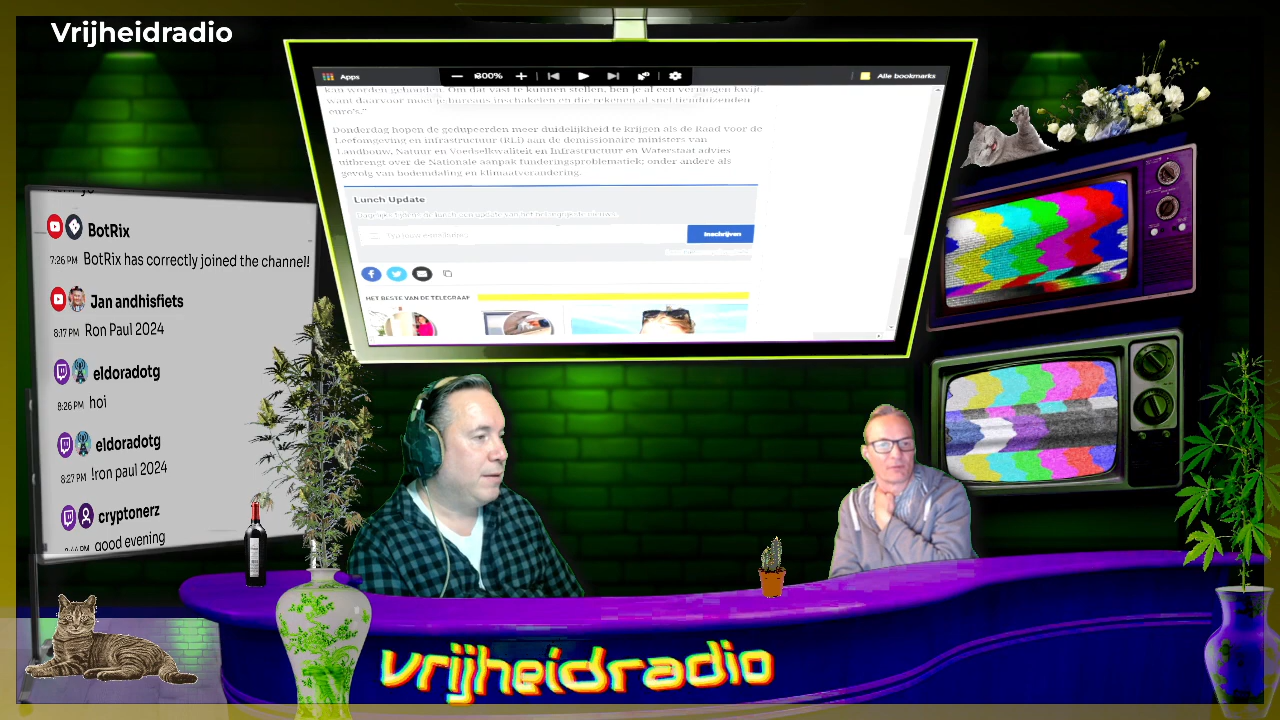 Vrijheidradio
Apps
300%
All bookmarks
kan worden gehouden. Om dat vast te kunnen stellen, ben je al een vermogen kwijt,
want daarvoor moet je bureaus inschakelen en die rekenen al snel tienduizenden
euro's."
Donderdag hopen de gedupeerden meer duidelijkheid te krijgen als de Raad voor de
Leefomgeving en infrastructuur (RLI) aan de demissionaire ministers van
Landbouw, Natuur en Voedselkwaliteit en Infrastructuur en Waterstaat advies
uitbrengt over de Nationale aanpak funderingsproblematiek; onder andere als
gevolg van bodemdaling en klimaatverandering.
Lunch Update
Inschrijven
HET BESTE VAN DE TELEGRAAF
BotRix
7:26 PM BotRix has correctly joined the channel!
Jan andhisfiets
8:17 PM Ron Paul 2024
eldoradotg
8:26 PM hoi
eldoradotg
8:27 PM !ron paul 2024
cryptonerz
good evening
vrijheidradio